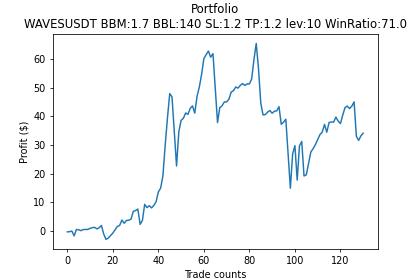 Portfolio
WAVESUSDT BBM:1.7 BBL:140 SL:1.2 TP:1.2 lev:10 WinRatio:71.0
Profit ($)
60
50
40
30
20
10
0
0 20 40 60 80 100 120
Trade counts